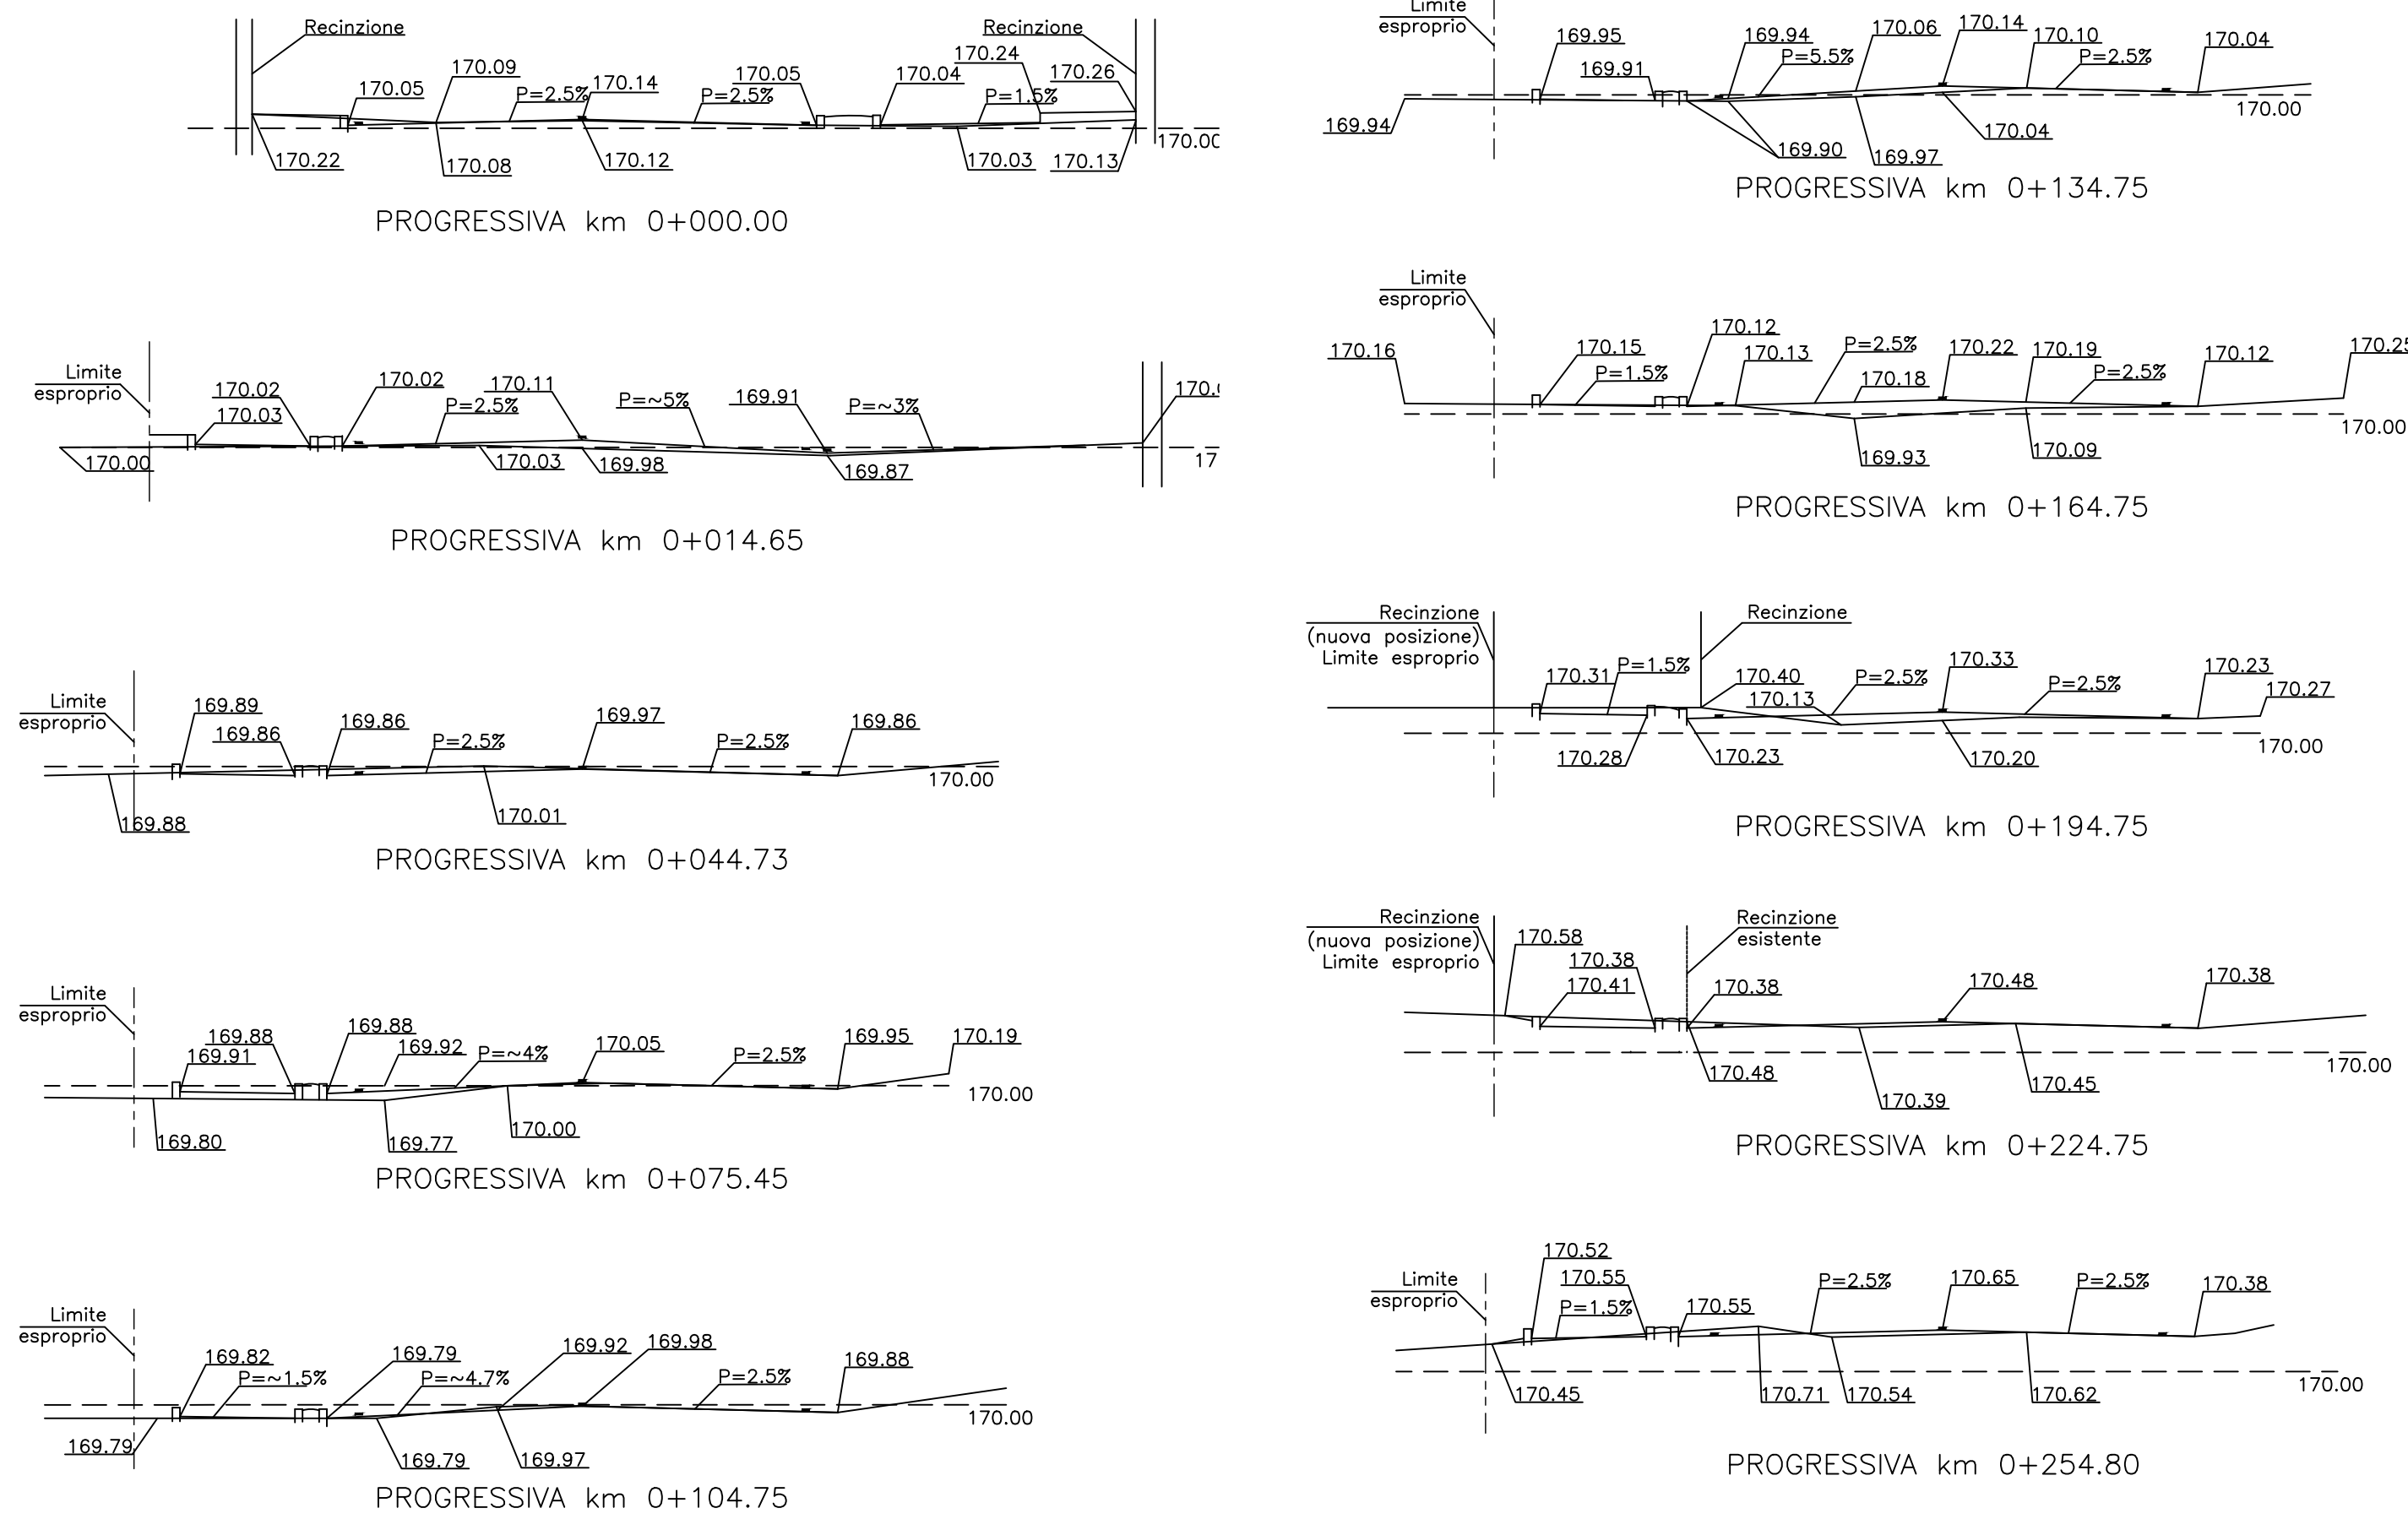 Recinzione
Recinzione
170.05
170.09
P=2.5%
170.14
P=2.5%
170.05
170.04
170.24
P=1.5%
170.26
170.22
170.08
170.12
170.03
170.13
PROGRESSIVA km 0+000.00
Limite
esproprio
170.02
170.03
170.02
P=2.5%
170.11
P=~5%
169.91
P=~3%
170.00
170.03
169.98
169.87
PROGRESSIVA km 0+014.65
Limite
esproprio
169.89
169.86
169.86
P=2.5%
169.97
P=2.5%
169.86
170.00
169.88
170.01
PROGRESSIVA km 0+044.73
Limite
esproprio
169.88
169.91
169.88
169.92
P=~4%
170.05
P=2.5%
169.95
170.19
170.00
169.80
169.77
170.00
PROGRESSIVA km 0+075.45
Limite
esproprio
169.82
P=~1.5%
169.79
P=~4.7%
169.92
169.98
P=2.5%
169.88
170.00
169.79
169.79
169.97
PROGRESSIVA km 0+104.75
Limite
esproprio
169.95
169.91
169.94
P=5.5%
170.06
170.14
170.10
P=2.5%
170.04
170.00
169.94
169.90
169.97
170.04
PROGRESSIVA km 0+134.75
Limite
esproprio
170.16
170.15
P=1.5%
170.12
170.13
P=2.5%
170.18
170.22
170.19
P=2.5%
170.12
170.25
170.00
169.93
170.09
PROGRESSIVA km 0+164.75
Recinzione
(nuova posizione)
Limite esproprio
Recinzione
170.31
P=1.5%
170.40
170.13
P=2.5%
170.33
P=2.5%
170.23
170.27
170.00
170.28
170.23
170.20
PROGRESSIVA km 0+194.75
Recinzione
(nuova posizione)
Limite esproprio
Recinzione
esistente
170.58
170.38
170.41
170.38
170.48
170.38
170.00
170.48
170.39
170.45
PROGRESSIVA km 0+224.75
Limite
esproprio
170.52
170.55
P=1.5%
170.55
P=2.5%
170.65
P=2.5%
170.38
170.00
170.45
170.71
170.54
170.62
PROGRESSIVA km 0+254.80